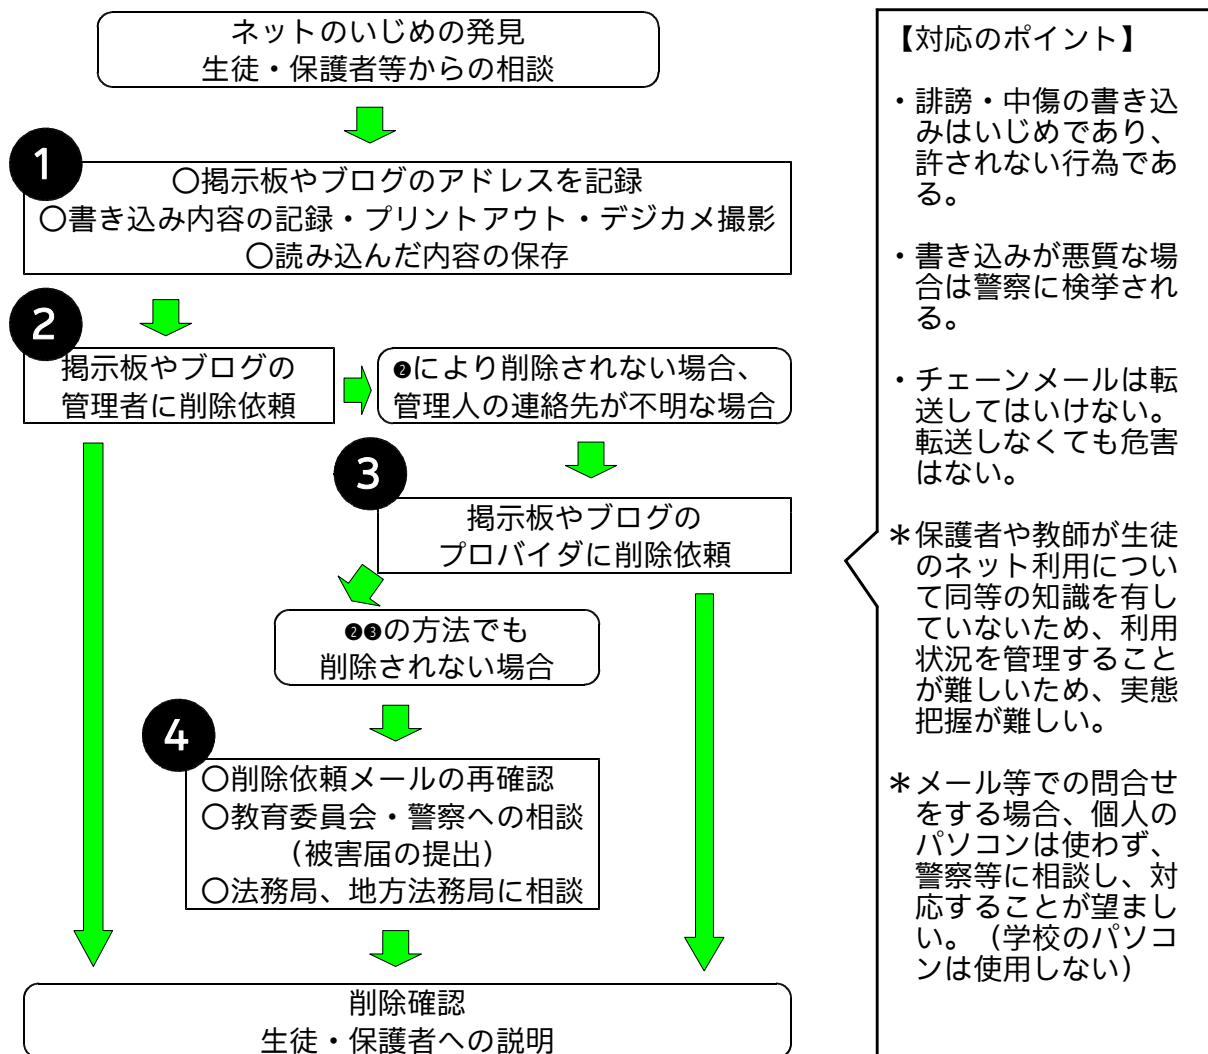 ネットのいじめの発見
生徒・保護者等からの相談
1
○掲示板やブログのアドレスを記録
○書き込み内容の記録・プリントアウト・デジカメ撮影
○読み込んだ内容の保存
2
掲示板やブログの
管理者に削除依頼
❷により削除されない場合、
管理人の連絡先が不明な場合
3
掲示板やブログの
プロバイダに削除依頼
❷❸の方法でも
削除されない場合
4
○削除依頼メールの再確認
○教育委員会・警察への相談
(被害届の提出)
○法務局、地方法務局に相談
削除確認
生徒・保護者への説明
【対応のポイント】
・誹謗・中傷の書き込
みはいじめであり、
許されない行為であ
る。
・書き込みが悪質な場
合は警察に検挙され
る。
・チェーンメールは転
送してはいけない。
転送しなくても危害
はない。
＊保護者や教師が生徒
のネット利用につい
て同等の知識を有し
ていないため、利用
状況を管理すること
が難しいため、実態
把握が難しい。
＊メール等での問合せ
をする場合、個人の
パソコンは使わず、
警察等に相談し、対
応することが望まし
い。（学校のパソコ
ンは使用しない）